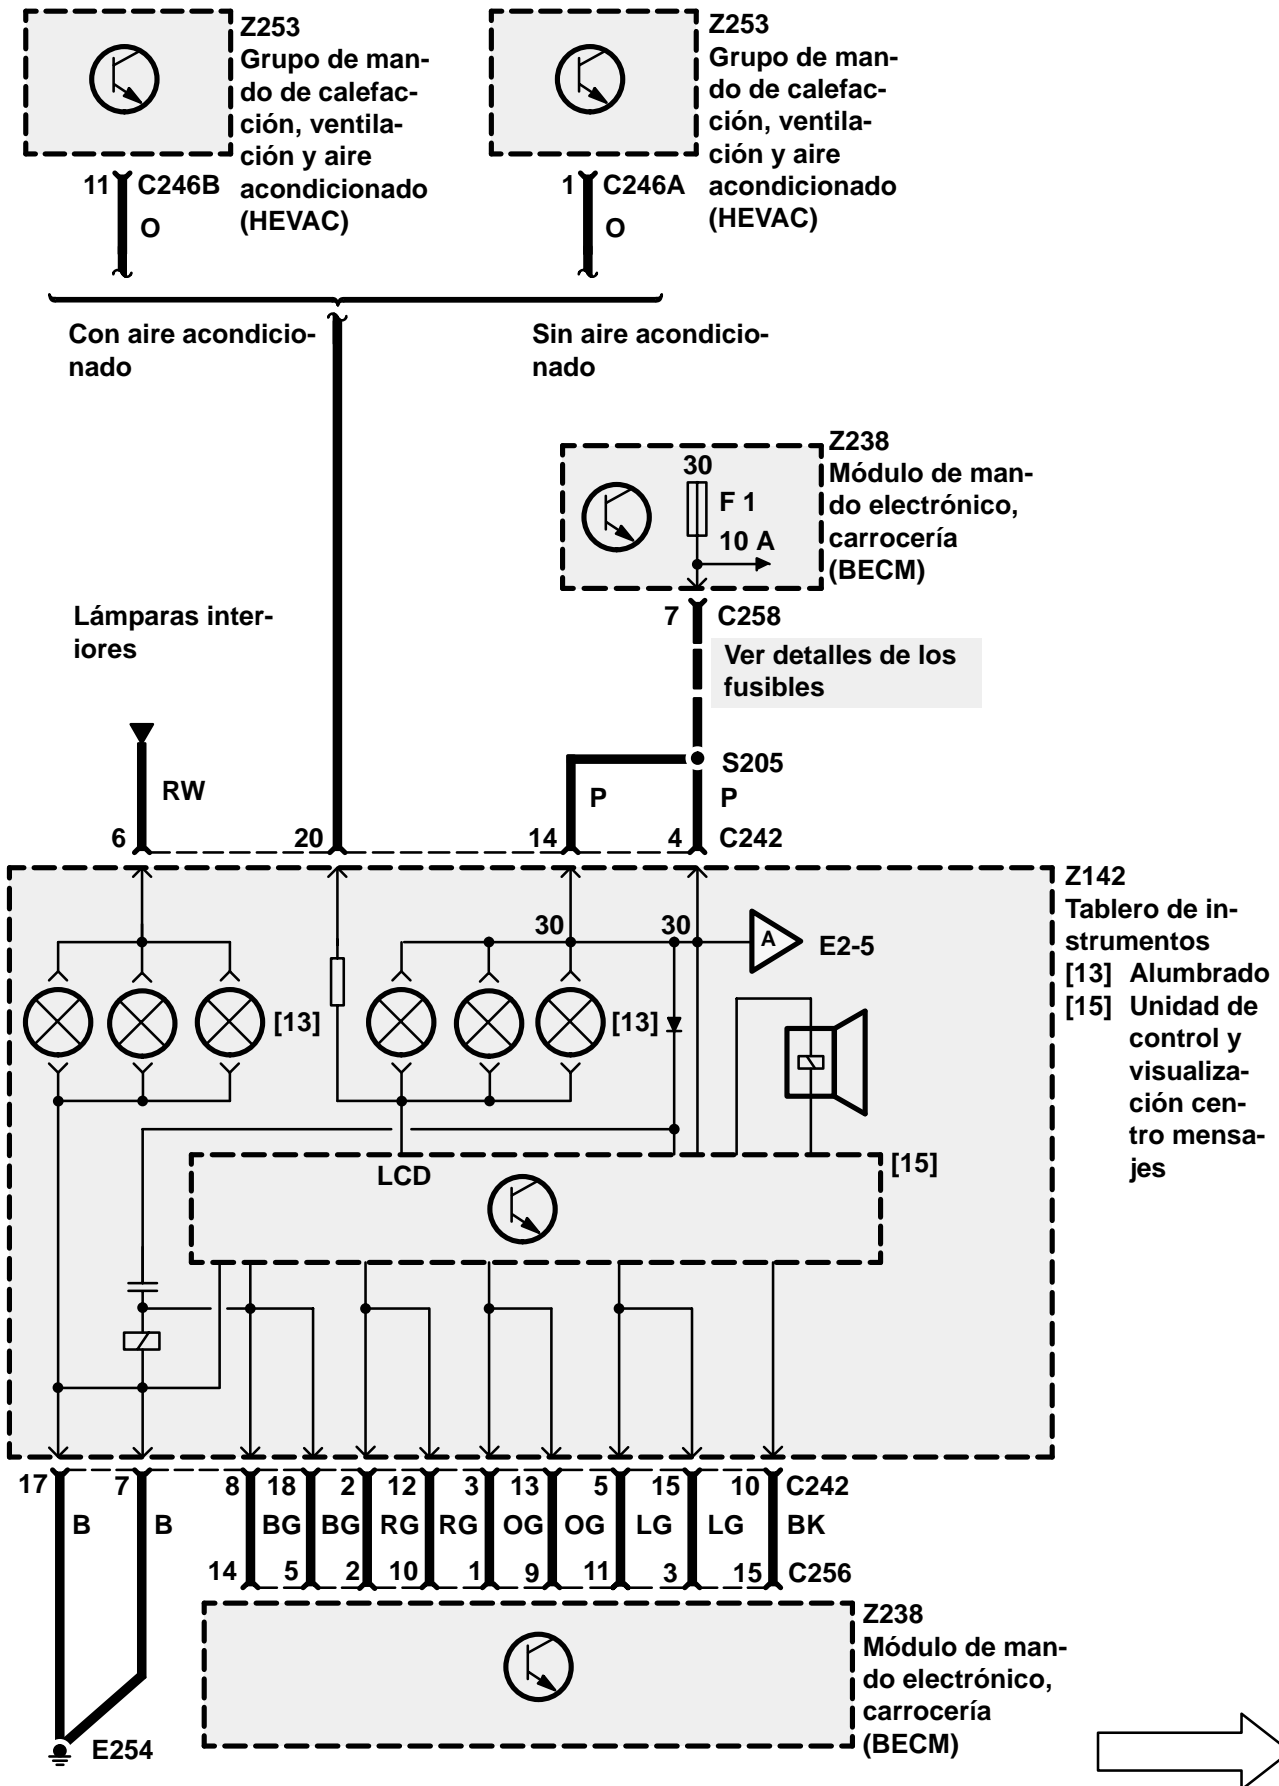 Z253
Grupo de man-
do de calefac-
ción, ventila-
ción y aire
acondicionado
(HEVAC)
11 C246B
O
Z253
Grupo de man-
do de calefac-
ción, ventila-
ción y aire
acondicionado
(HEVAC)
1 C246A
O
Con aire acondicio-
nado
Sin aire acondicio-
nado
Z238
Módulo de man-
do electrónico,
carrocería
(BECM)
30
F 1
10 A
7 C258
Ver detalles de los
fusibles
Lámparas inter-
iores
S205
RW P P
6 20 14 4 C242
Z142
Tablero de in-
strumentos
[13] Alumbrado
[15] Unidad de
control y
visualiza-
ción cen-
tro mensa-
jes
30 30 A E2-5
[13] [13]
LCD [15]
17 7 8 18 2 12 3 13 5 15 10 C242
B B BG BG RG RG OG OG LG LG BK
14 5 2 10 1 9 11 3 15 C256
Z238
Módulo de man-
do electrónico,
carrocería
(BECM)
E254